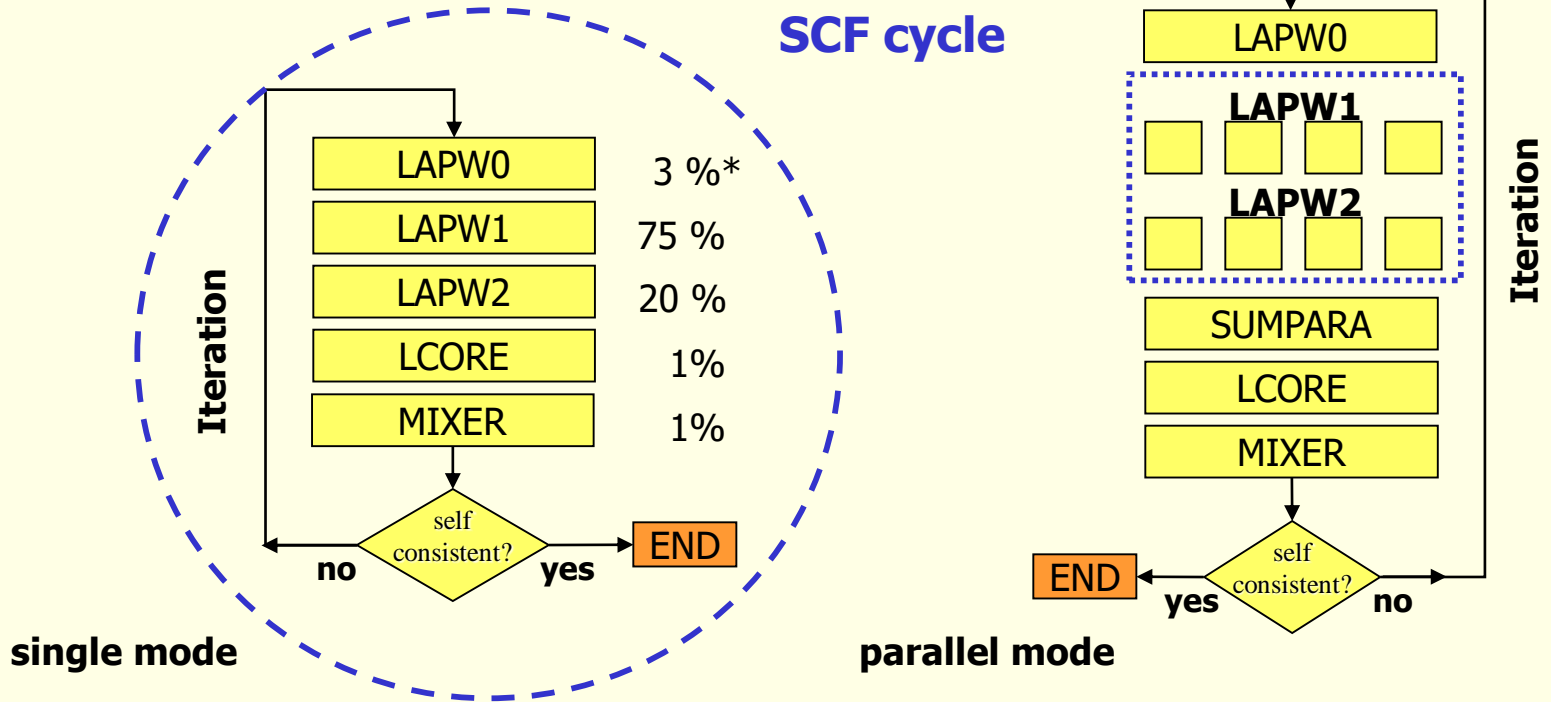 SCF cycle
LAPW0 3 %*
LAPW1 75 %
LAPW2 20 %
LCORE 1%
MIXER 1%
Iteration
self
consistent?
no
yes
END
single mode
LAPW0
LAPW1
LAPW2
SUMPARA
LCORE
MIXER
Iteration
self
consistent?
END
yes
no
parallel mode